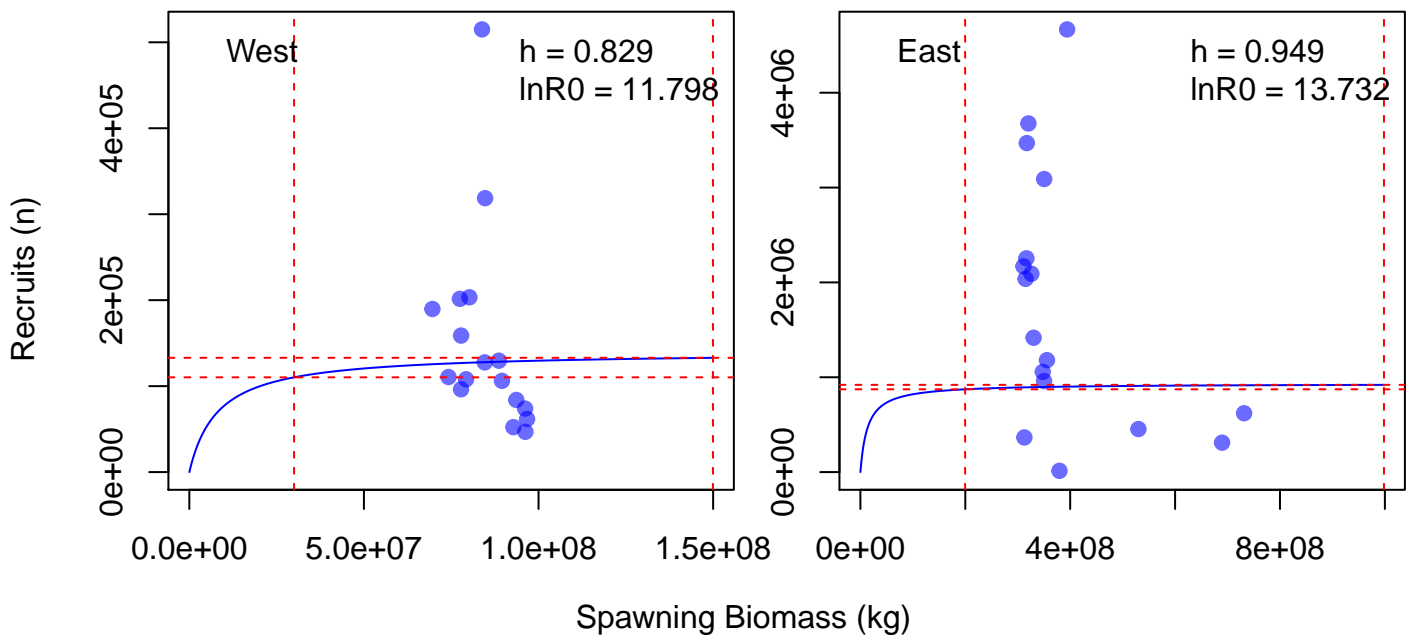 West
h = 0.829
lnR0 = 11.798
East
h = 0.949
lnR0 = 13.732
Recruits (n)
4e+05
2e+05
0e+00
4e+06
2e+06
0e+00
0.0e+00 5.0e+07 1.0e+08 1.5e+08
0e+00 4e+08 8e+08
Spawning Biomass (kg)